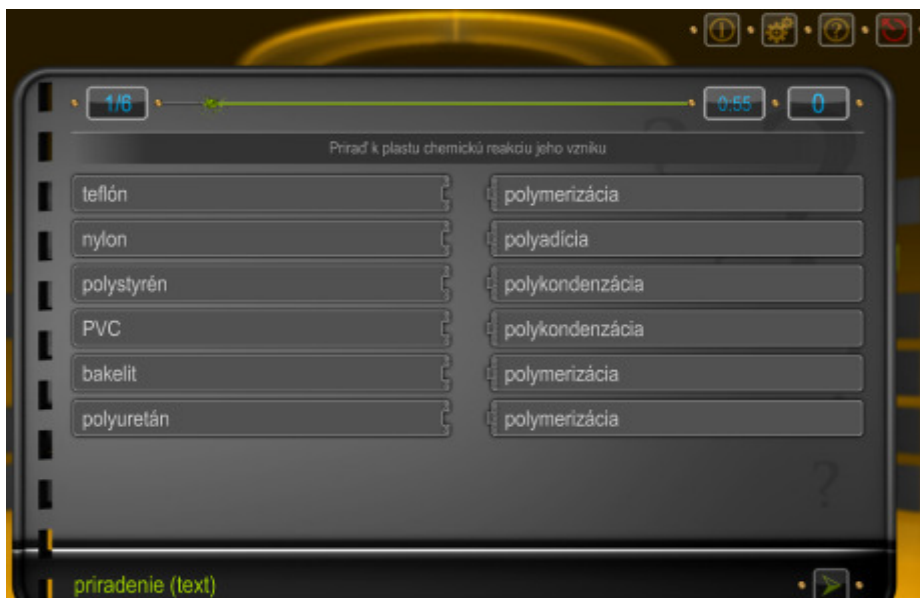 1/6
0:55
0
Priraď k plastu chemickú reakciu jeho vzniku
teflón
polymerizácia
nylon
polyadícia
polystyrén
polykondenzácia
PVC
polykondenzácia
bakelit
polymerizácia
polyuretán
polymerizácia
priradenie (text)